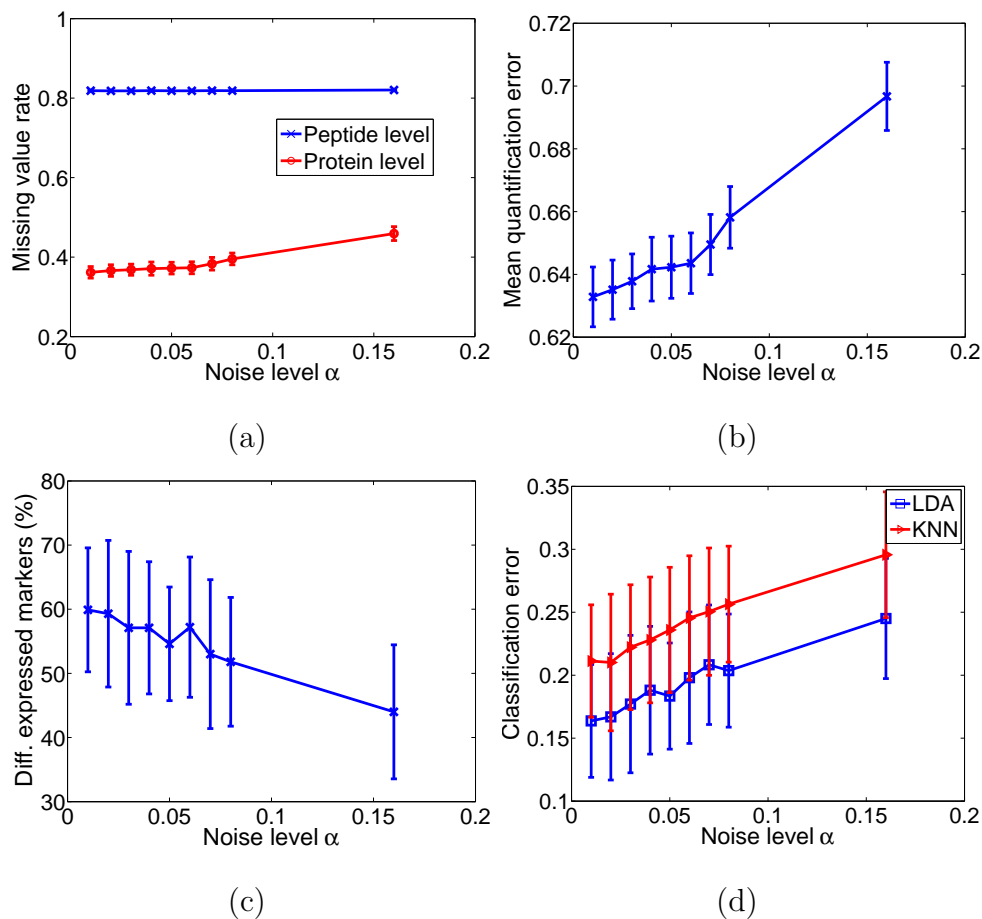 1
0.8
0.6
0.4
0.2
Missing value rate
Peptide level
Protein level
0
0.05
0.1
0.15
0.2
Noise level α
(a)
0.72
0.7
0.68
0.66
0.64
0.62
Mean quantification error
0
0.05
0.1
0.15
0.2
Noise level α
(b)
80
70
60
50
40
30
Diff. expressed markers (%)
0
0.05
0.1
0.15
0.2
Noise level α
(c)
0.35
0.3
0.25
0.2
0.15
0.1
Classification error
LDA
KNN
0
0.05
0.1
0.15
0.2
Noise level α
(d)